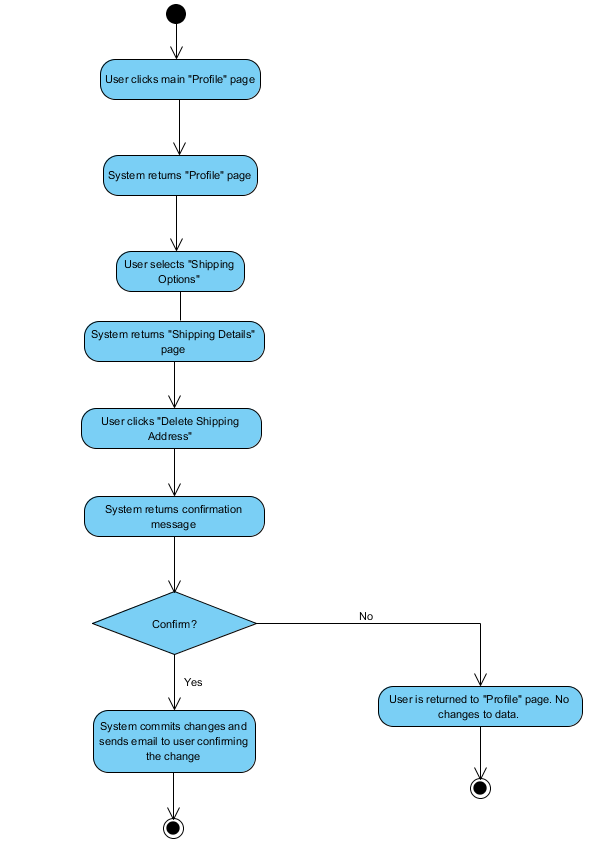 User clicks main "Profile" page
System returns "Profile" page
User selects "Shipping
Options"
System returns "Shipping Details"
page
User clicks "Delete Shipping
Address"
System returns confirmation
message
Confirm?
No
Yes
User is returned to "Profile" page. No
changes to data.
System commits changes and
sends email to user confirming
the change